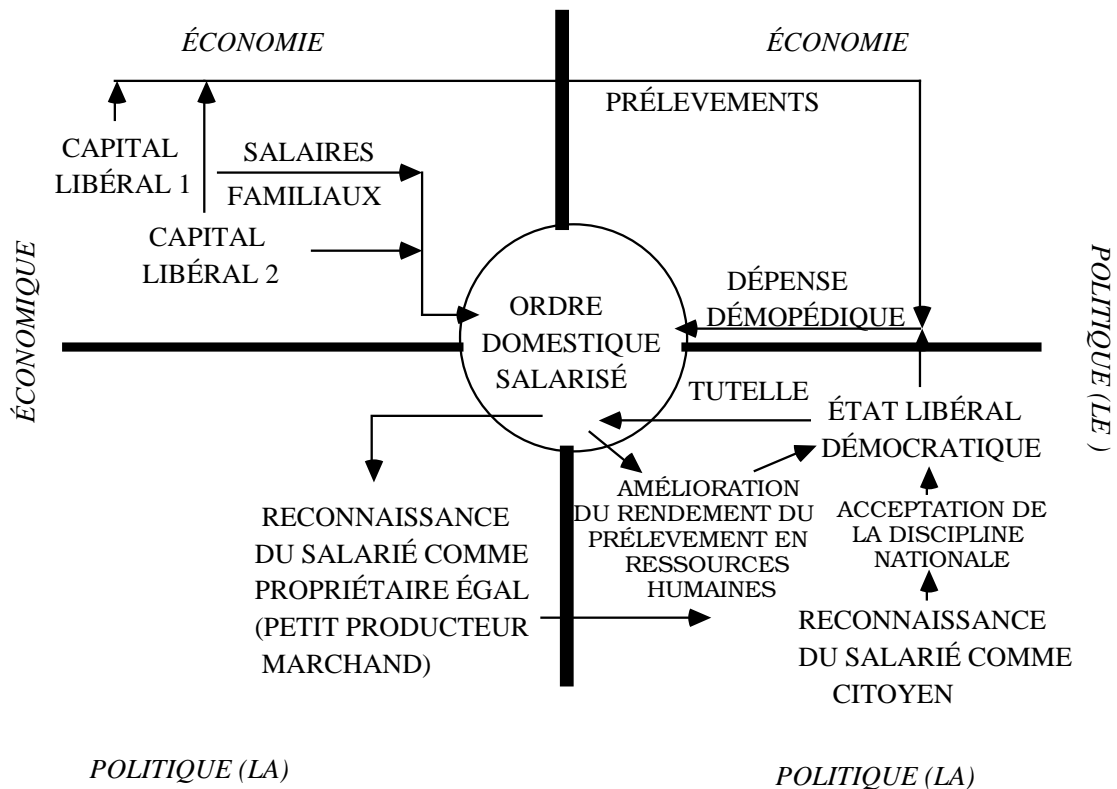 ÉCONOMIE
ÉCONOMIE
PRÉLEVEMENTS
CAPITAL
LIBÉRAL 1
SALAIRES
FAMILIAUX
CAPITAL
LIBÉRAL 2
ÉCONOMIQUE
POLITIQUE (LE )
ORDRE
DOMESTIQUE
SALARISÉ
DÉPENSE
DÉMOPÉDIQUE
TUTELLE
ÉTAT LIBÉRAL
DÉMOCRATIQUE
AMÉLIORATION
DU RENDEMENT DU
PRÉLEVEMENT EN
RESSOURCES
HUMAINES
ACCEPTATION DE
LA DISCIPLINE
NATIONALE
RECONNAISSANCE
DU SALARIÉ COMME
PROPRIÉTAIRE ÉGAL
(PETIT PRODUCTEUR
MARCHAND)
RECONNAISSANCE
DU SALARIÉ COMME
CITOYEN
POLITIQUE (LA)
POLITIQUE (LA)